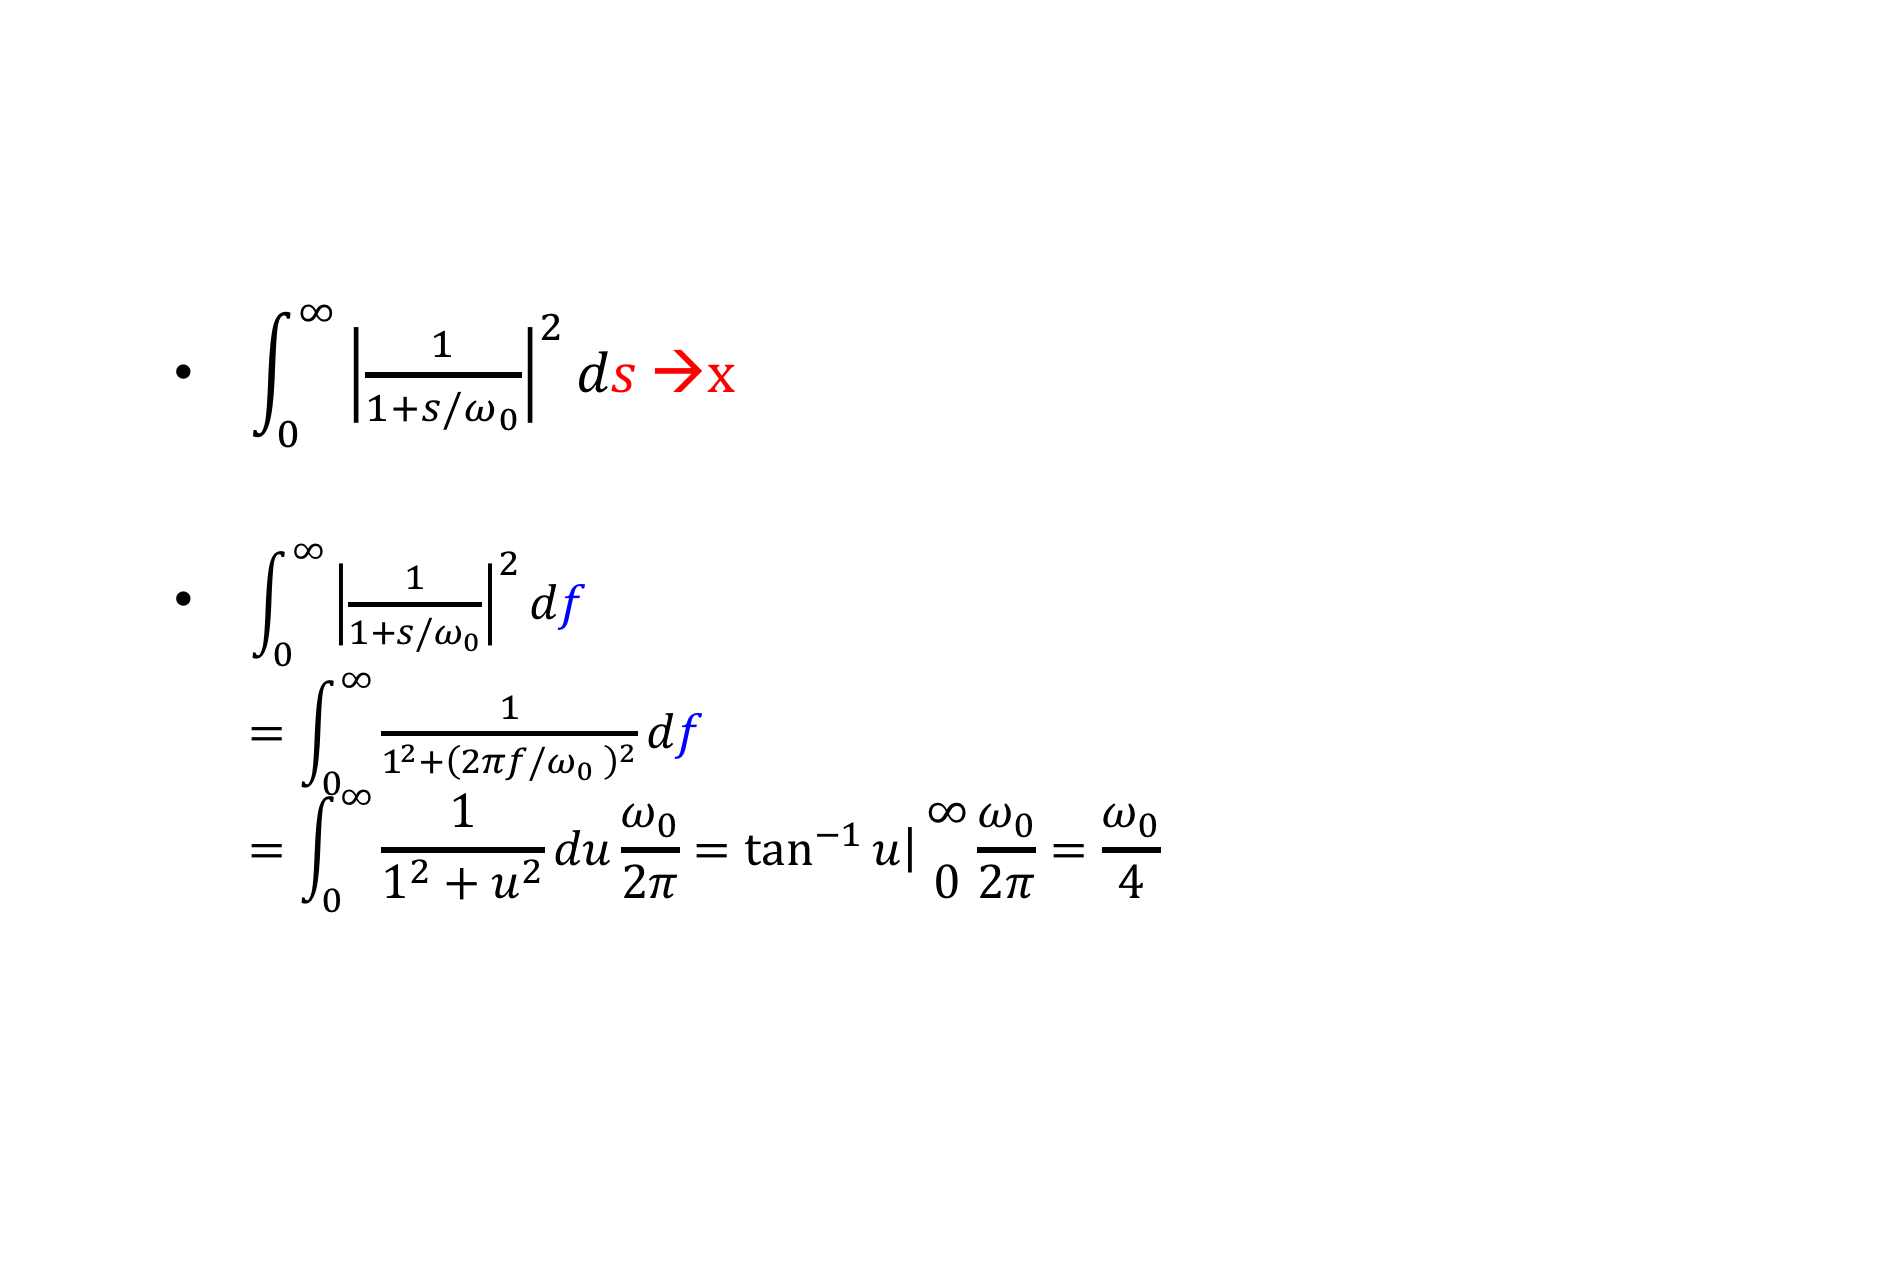 • ∫₀^∞ |1/(1+s/ω₀)|² ds →x
• ∫₀^∞ |1/(1+s/ω₀)|² df
= ∫₀^∞ 1/(1²+(2πf/ω₀)²) df
= ∫₀^∞ 1/(1² + u²) du ω₀/2π = tan⁻¹ u| ∞ 0 ω₀/2π = ω₀/4